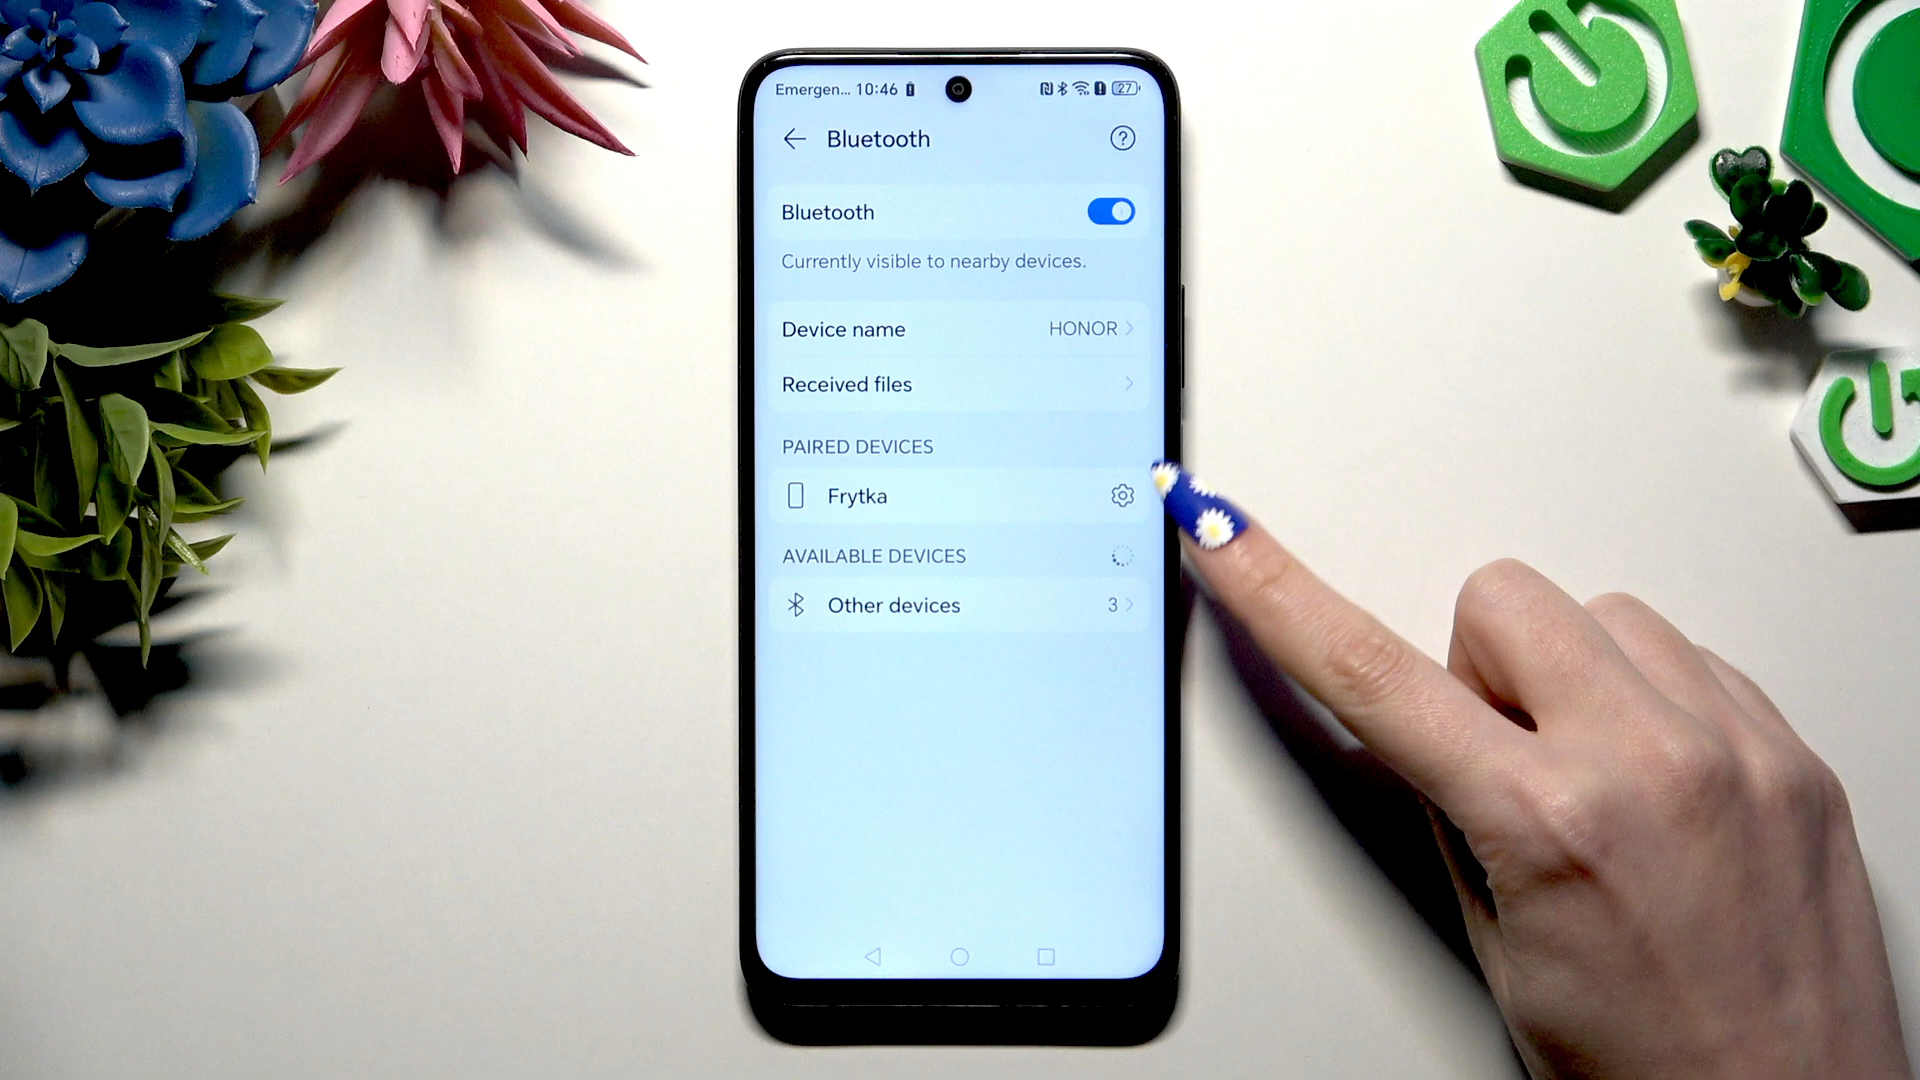 Emergen... 10:46 27
Bluetooth
Bluetooth
Currently visible to nearby devices.
Device name HONOR
Received files
PAIRED DEVICES
Frytka
AVAILABLE DEVICES
Other devices 3